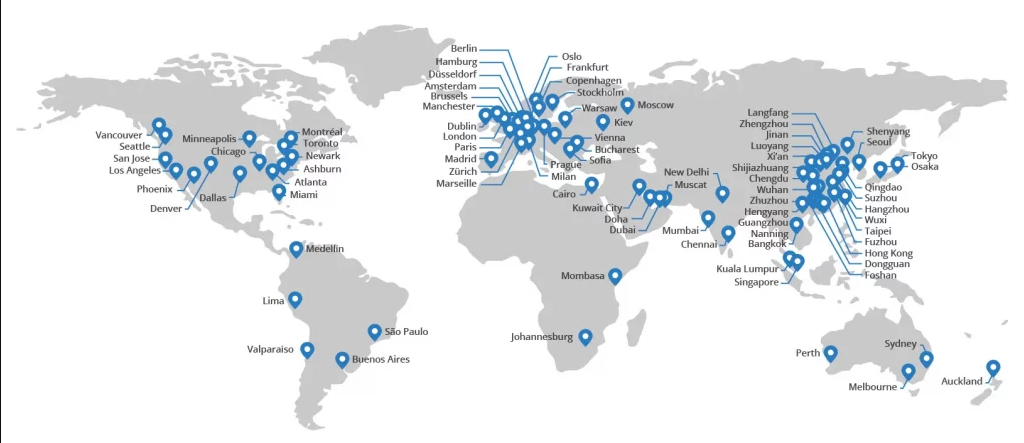 Vancouver
Seattle
San Jose
Los Angeles
Phoenix
Denver
Minneapolis
Chicago
Dallas
Montréal
Toronto
Newark
Ashburn
Atlanta
Miami
Medellin
Lima
São Paulo
Valparaiso
Buenos Aires
Berlin
Hamburg
Düsseldorf
Amsterdam
Brussels
Manchester
Dublin
London
Paris
Madrid
Zürich
Marseille
Oslo
Frankfurt
Copenhagen
Stockholm
Warsaw
Moscow
Kiev
Vienna
Bucharest
Sofia
Prague
Milan
Cairo
Kuwait City
Doha
Dubai
Muscat
New Delhi
Mumbai
Chennai
Mombasa
Johannesburg
Langfang
Zhengzhou
Jinan
Luoyang
Xi'an
Shijiazhuang
Chengdu
Wuhan
Zhuzhou
Hengyang
Guangzhou
Nanning
Bangkok
Kuala Lumpur
Singapore
Shenyang
Seoul
Tokyo
Osaka
Qingdao
Suzhou
Hangzhou
Wuxi
Taipei
Fuzhou
Hong Kong
Dongguan
Foshan
Perth
Sydney
Melbourne
Auckland